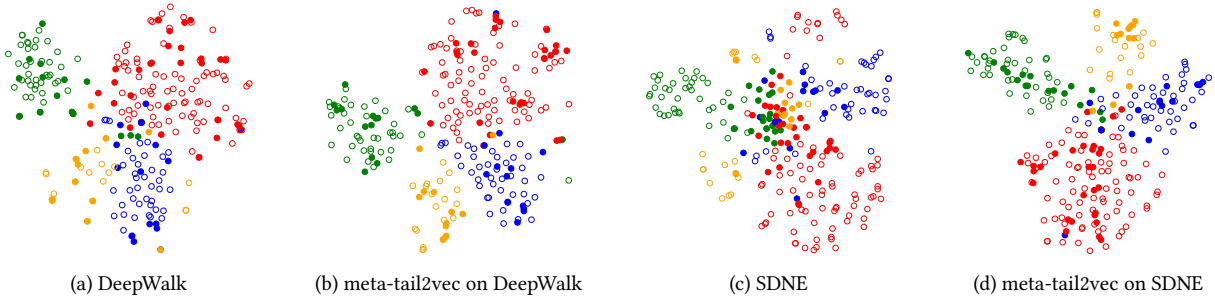 (a) DeepWalk
(b) meta-tail2vec on DeepWalk
(c) SDNE
(d) meta-tail2vec on SDNE